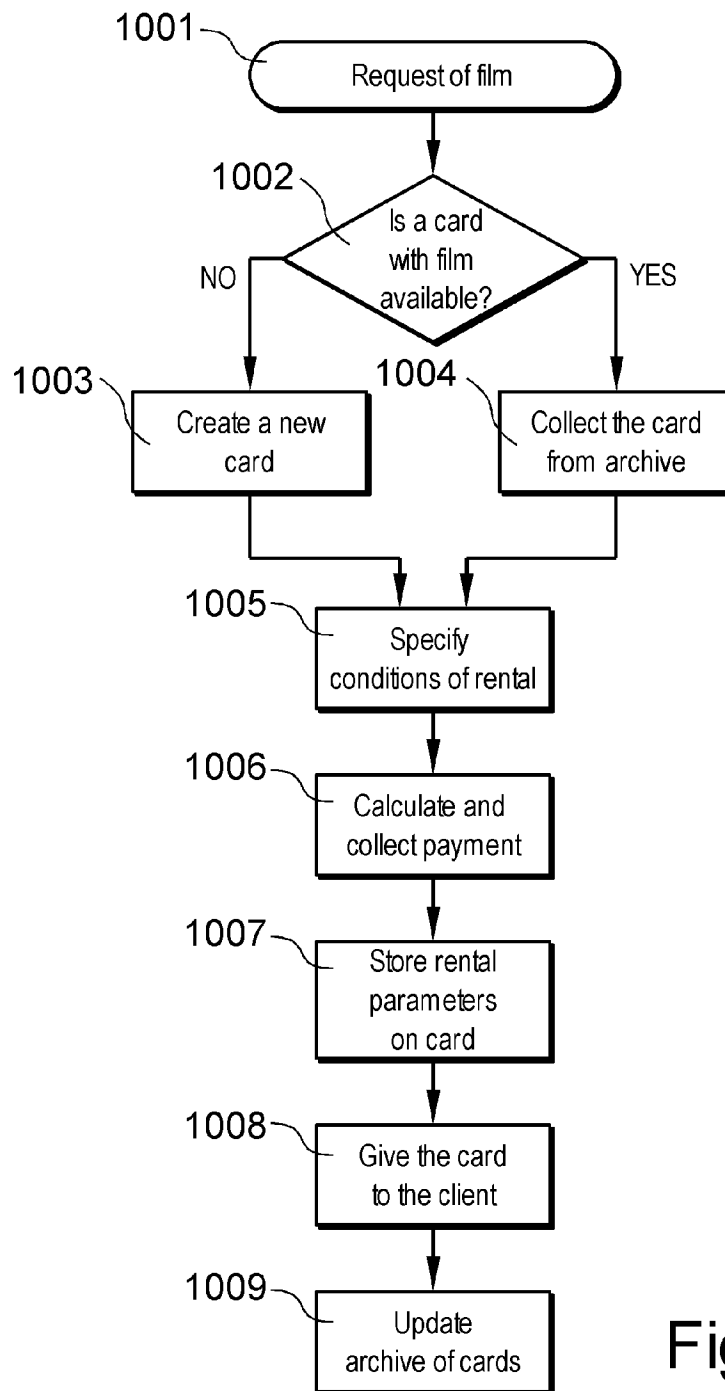 1001
Request of film
1002
Is a card
with film
available?
NO
YES
1003
Create a new
card
1004
Collect the card
from archive
1005
Specify
conditions of rental
1006
Calculate and
collect payment
1007
Store rental
parameters
on card
1008
Give the card
to the client
1009
Update
archive of cards